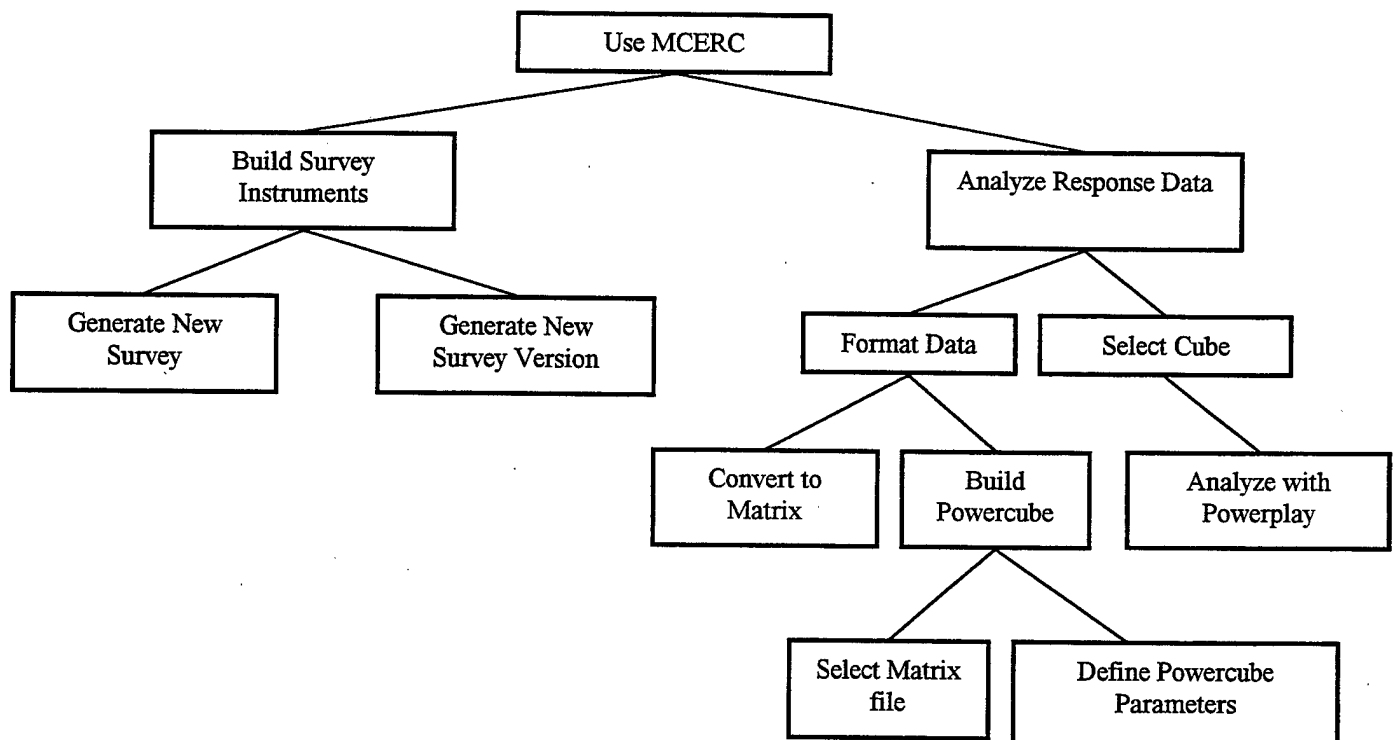 Use MCERC
Build Survey
Instruments
Analyze Response Data
Generate New
Survey
Generate New
Survey Version
Format Data
Select Cube
Convert to
Matrix
Build
Powercube
Analyze with
Powerplay
Select Matrix
file
Define Powercube
Parameters